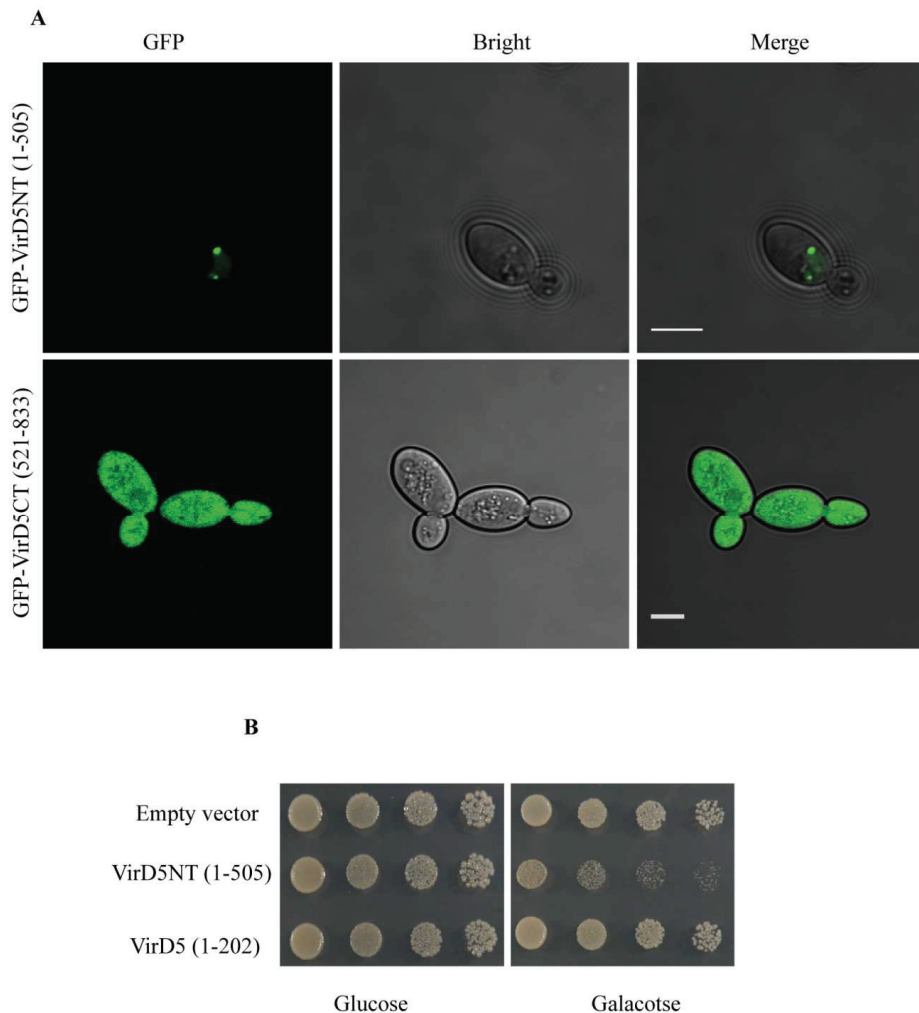 A
GFP Bright Merge
GFP-VirD5NT (1-505)
GFP-VirD5CT (521-833)
B
Empty vector
VirD5NT (1-505)
VirD5 (1-202)
Glucose Galacotse